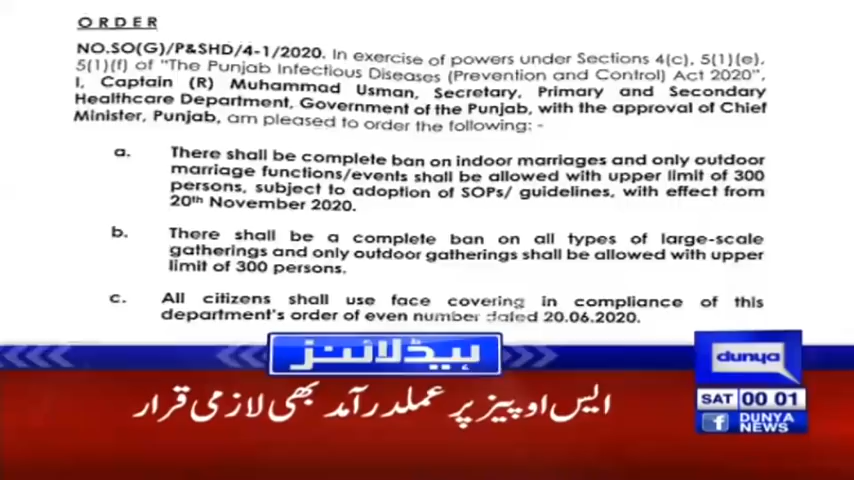 ORDER
NO.SO(G)/P&SHD/4-1/2020. In exercise of powers under Sections 4(c), 5(1)(e),
5(1)(f) of "The Punjab Infectious Diseases (Prevention and Control) Act 2020",
I, Captain (R) Muhammad Usman, Secretary, Primary and Secondary
Healthcare Department, Government of the Punjab, with the approval of Chief
Minister, Punjab, am pleased to order the following: -
a. There shall be complete ban on indoor marriages and only outdoor
marriage functions/events shall be allowed with upper limit of 300
persons, subject to adoption of SOPs/ guidelines, with effect from
20th November 2020.
b. There shall be a complete ban on all types of large-scale
gatherings and only outdoor gatherings shall be allowed with upper
limit of 300 persons.
c. All citizens shall use face covering in compliance of this
department's order of even number dated 20.06.2020.
ہیڈلائنز
ایس او پیز پر عملدرآمد بھی لازمی قرار
dunya
SAT 00 01
f DUNYA
NEWS